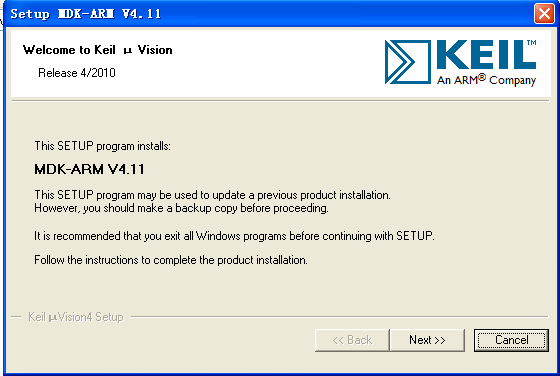 Setup MDK-ARM V4.11
Welcome to Keil µ Vision
Release 4/2010
KEIL™
An ARM® Company
This SETUP program installs:
MDK-ARM V4.11
This SETUP program may be used to update a previous product installation.
However, you should make a backup copy before proceeding.
It is recommended that you exit all Windows programs before continuing with SETUP.
Follow the instructions to complete the product installation.
Keil µVision4 Setup
<< Back
Next >>
Cancel